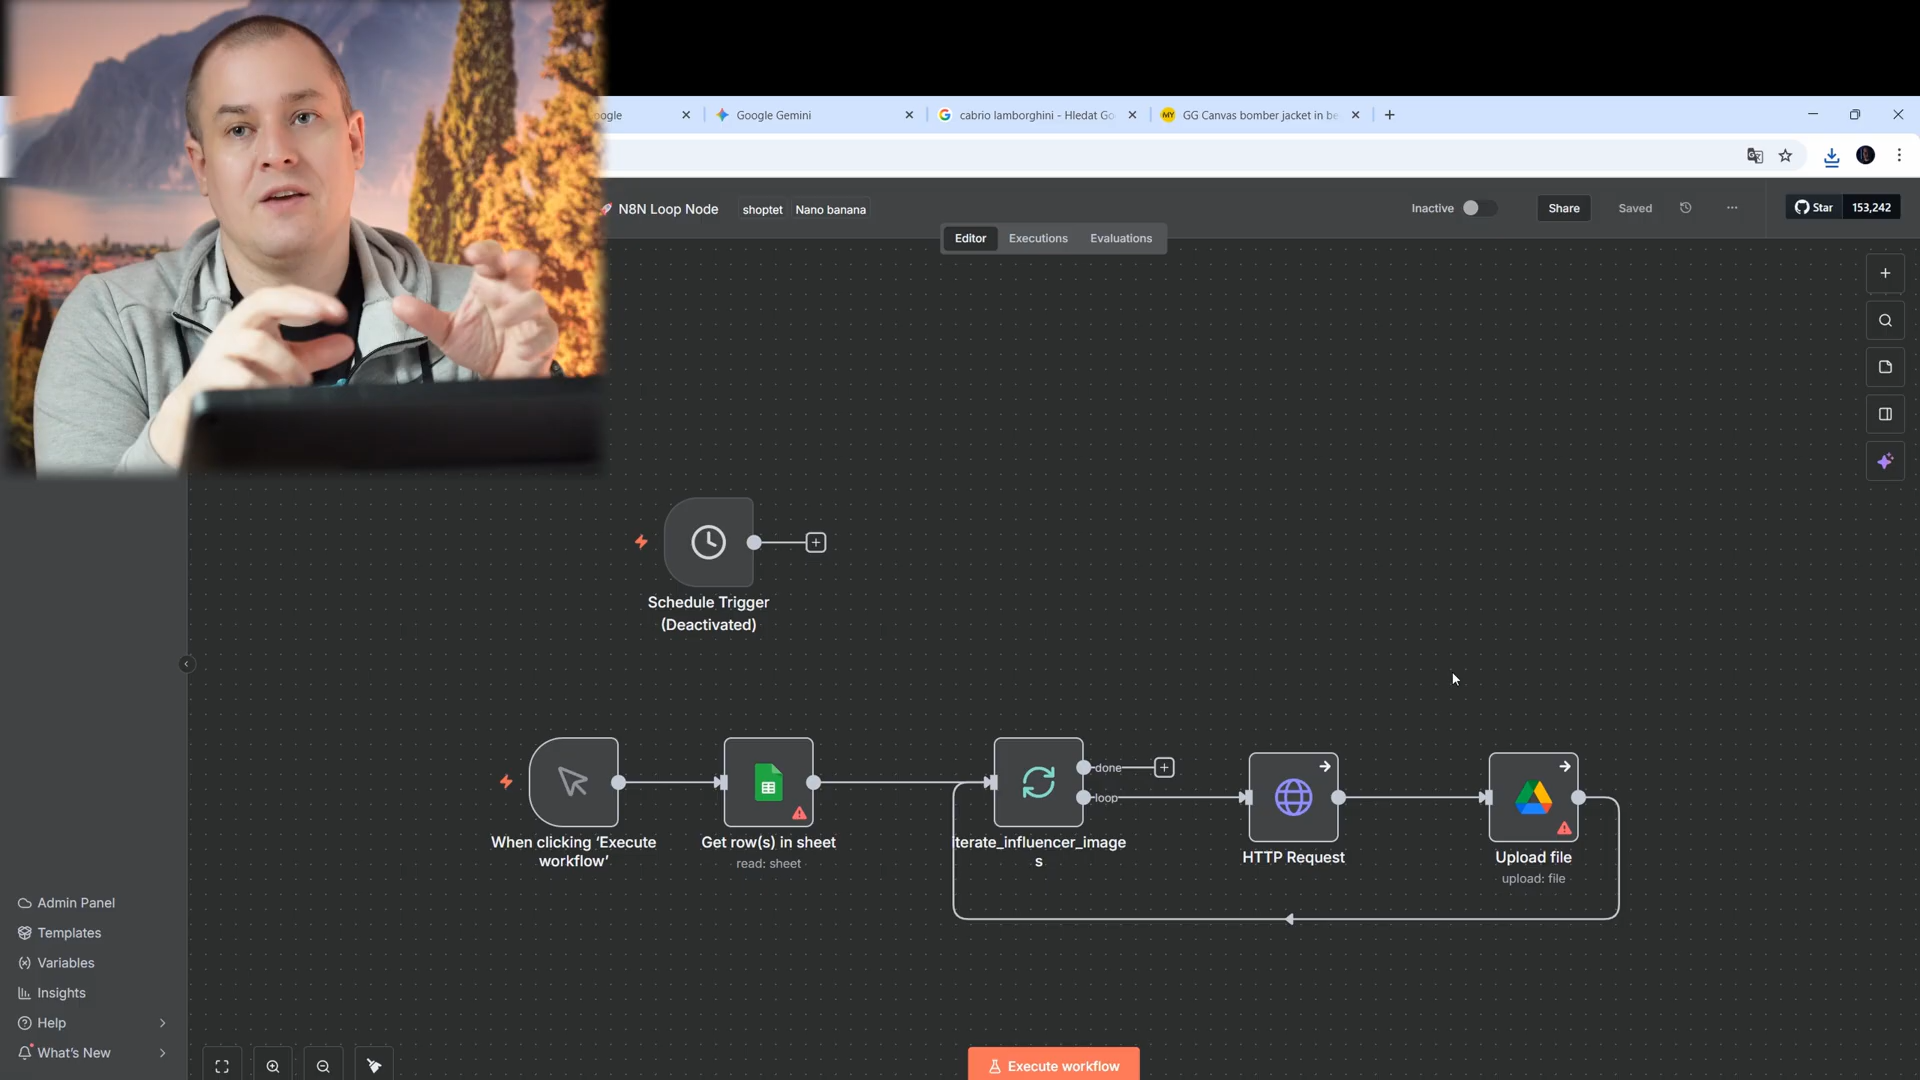 oogle
Google Gemini
cabrio lamborghini - Hledat Go
MY
GG Canvas bomber jacket in be
N8N Loop Node
shoptet
Nano banana
Inactive
Share
Saved
Star
153,242
Editor
Executions
Evaluations
Schedule Trigger
(Deactivated)
done
loop
When clicking ‘Execute
workflow’
Get row(s) in sheet
read: sheet
iterate_influencer_image
s
HTTP Request
Upload file
upload: file
Admin Panel
Templates
Variables
Insights
Help
What's New
Execute workflow